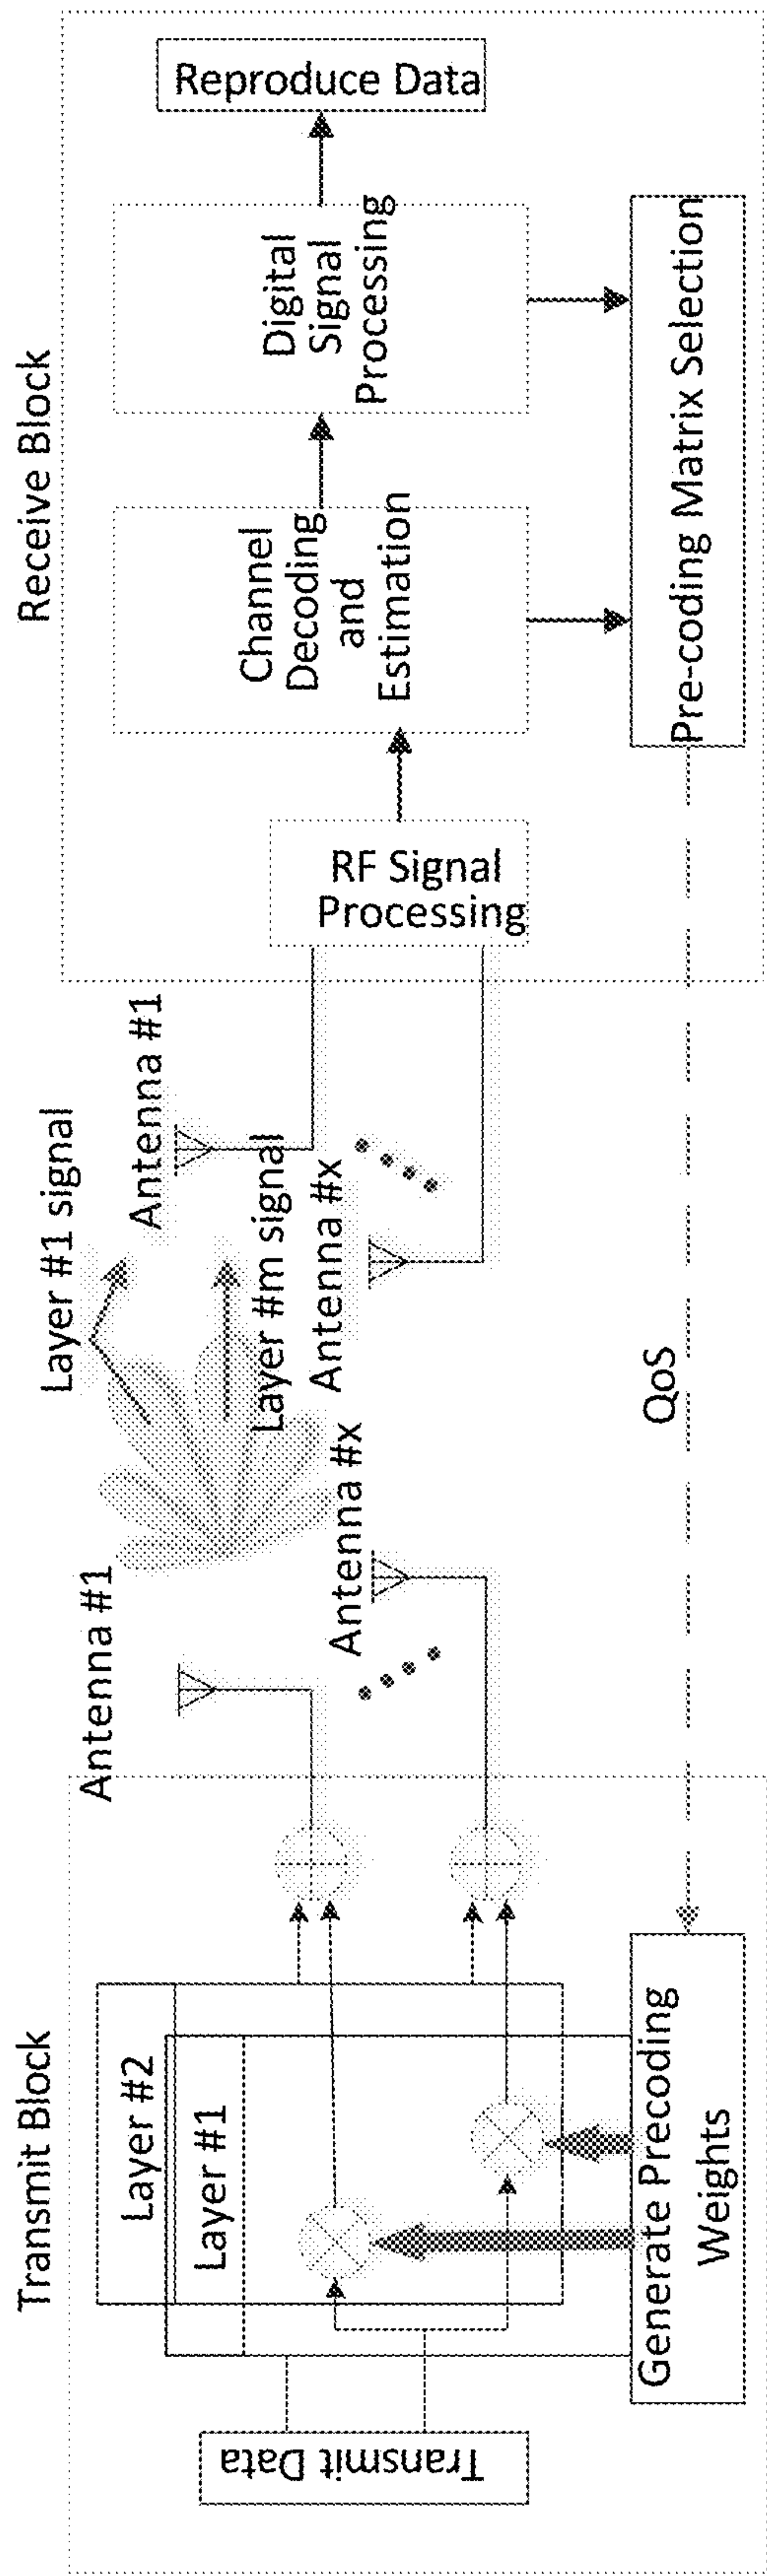 Transmit Block
Layer #2
Layer #1
Transmit Data
Generate Precoding
Weights
Antenna #1
Antenna #x
Layer #1 signal
Layer #m signal
Antenna #1
Antenna #x
QoS
Receive Block
RF Signal
Processing
Channel
Decoding
and
Estimation
Digital
Signal
Processing
Reproduce Data
Pre-coding Matrix Selection